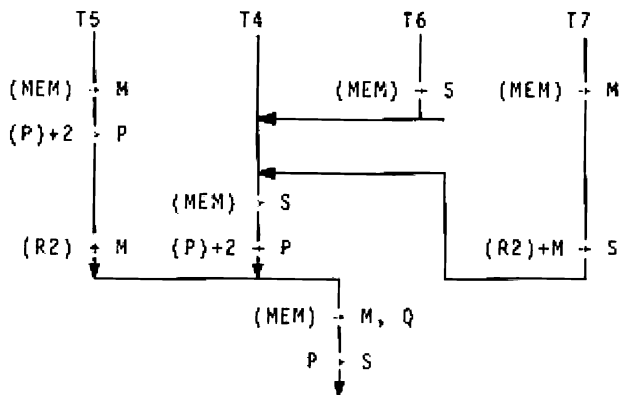 T5 T4 T6 T7
(MEM) → M (MEM) → S (MEM) → M
(P)+2 → P
(MEM) → S
(R2) → M (P)+2 → P (R2)+M → S
(MEM) → M, Q
P → S